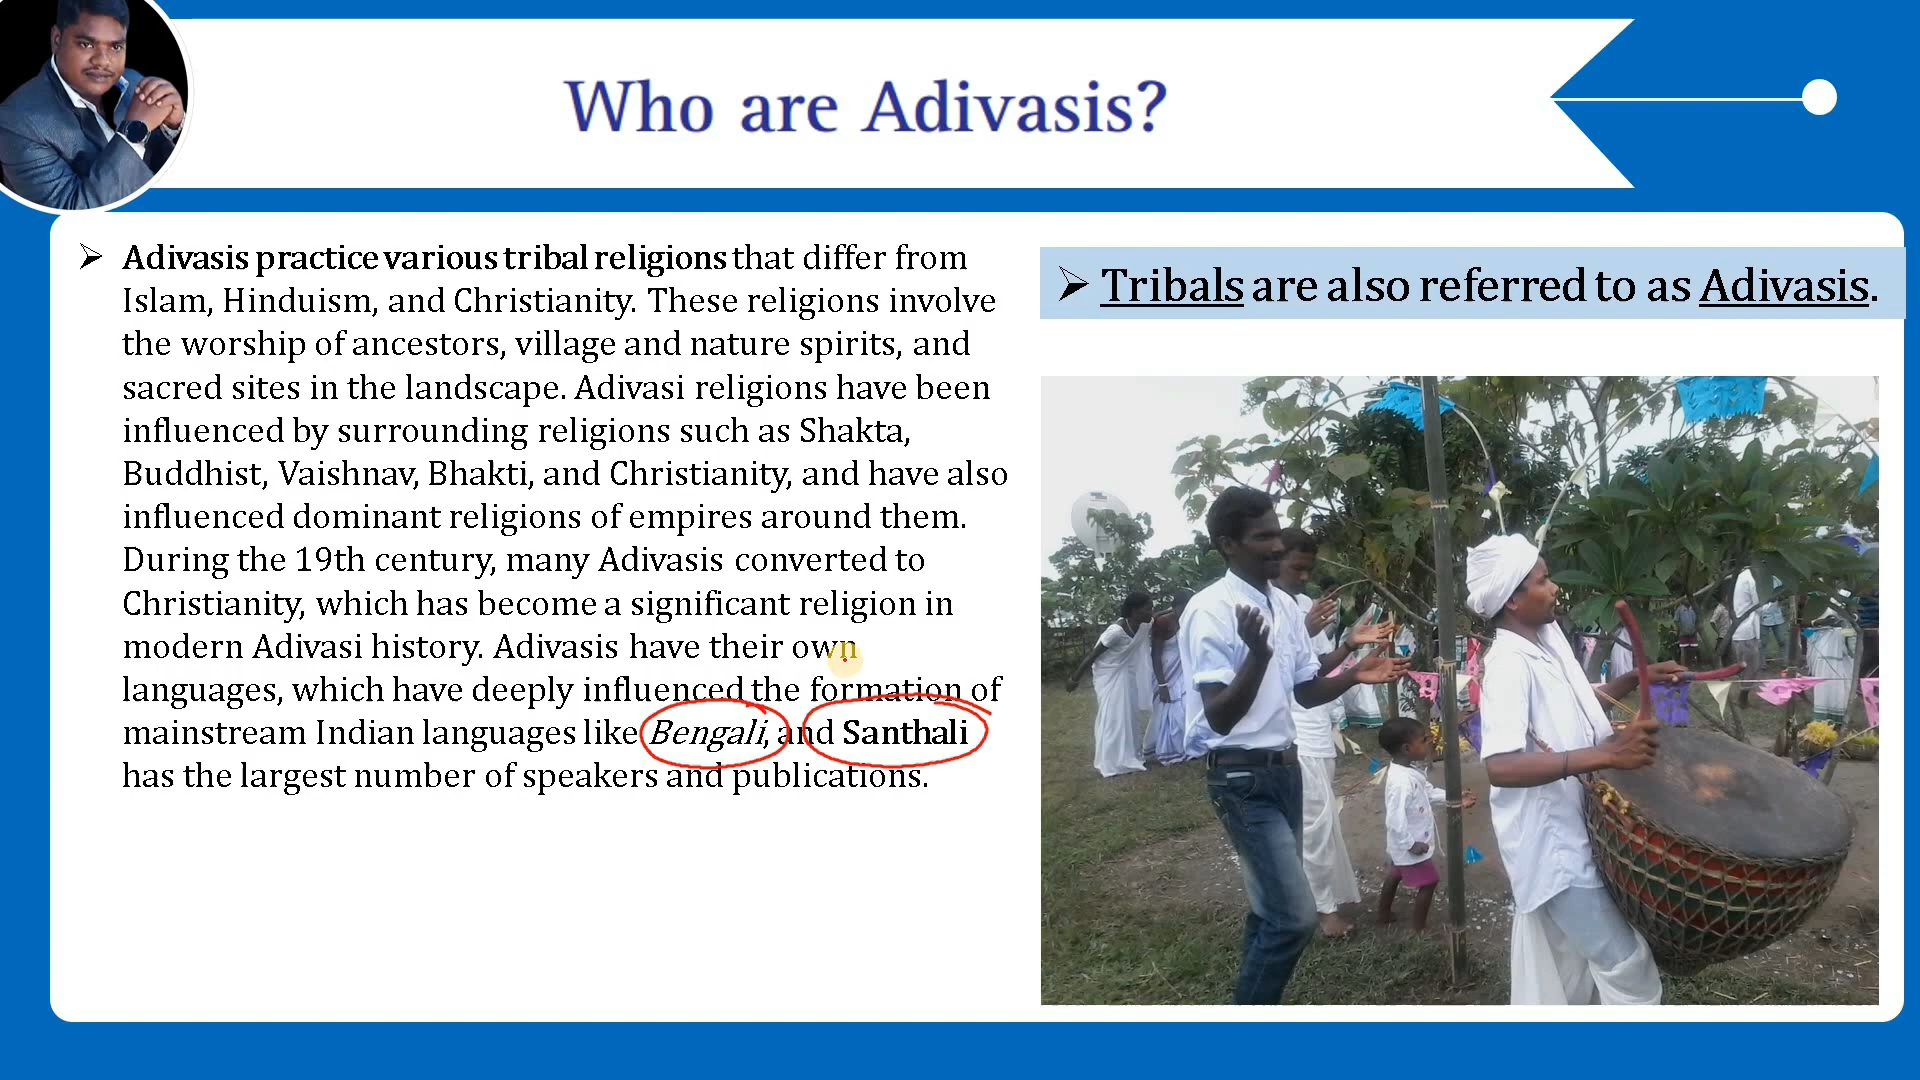 Who are Adivasis?
➢ Adivasis practice various tribal religions that differ from
Islam, Hinduism, and Christianity. These religions involve
the worship of ancestors, village and nature spirits, and
sacred sites in the landscape. Adivasi religions have been
influenced by surrounding religions such as Shakta,
Buddhist, Vaishnav, Bhakti, and Christianity, and have also
influenced dominant religions of empires around them.
During the 19th century, many Adivasis converted to
Christianity, which has become a significant religion in
modern Adivasi history. Adivasis have their own
languages, which have deeply influenced the formation of
mainstream Indian languages like Bengali, and Santhali
has the largest number of speakers and publications.
➢ Tribals are also referred to as Adivasis.